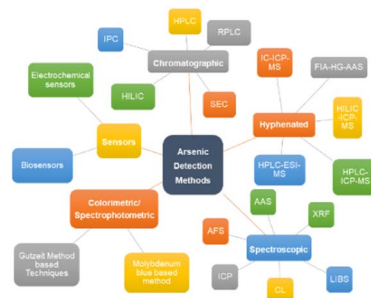 HPLC
IPC
RPLC
Chromatographic
HILIC
SEC
Electrochemical
sensors
Sensors
Biosensors
IC-ICP-
MS
FIA-HG-AAS
Hyphenated
HILIC
-ICP-
MS
HPLC-ESI-
MS
HPLC-
ICP-MS
Arsenic
Detection
Methods
Colorimetric/
Spectrophotometric
Gutzeit Method
based Techniques
Molybdenum
blue based method
AAS
XRF
AFS
Spectroscopic
ICP
CL
LIBS